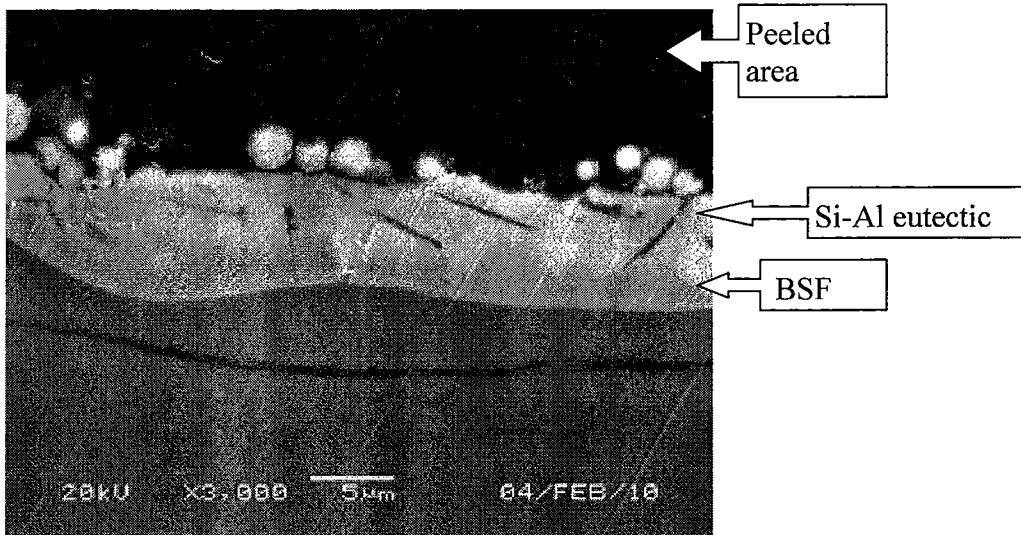 Peeled
area
Si-Al eutectic
BSF
20kU X3,000 5μm 04/FEB/10